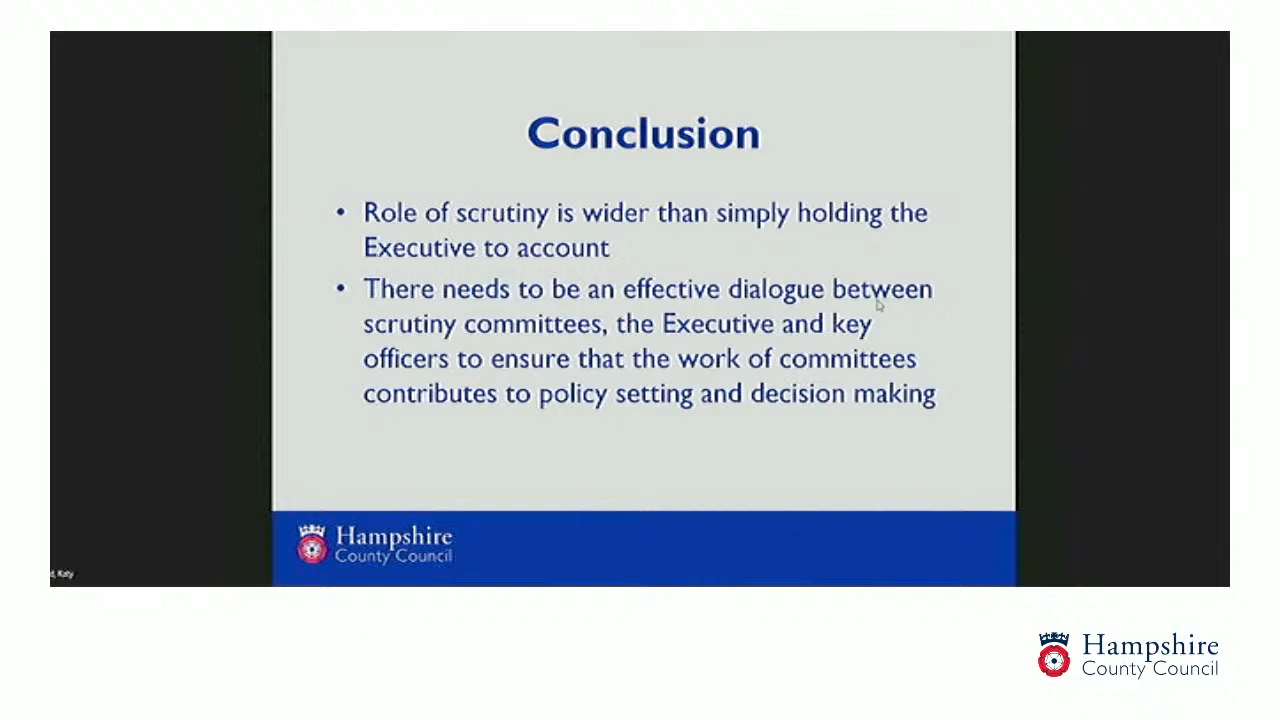 Conclusion
• Role of scrutiny is wider than simply holding the
Executive to account
• There needs to be an effective dialogue between
scrutiny committees, the Executive and key
officers to ensure that the work of committees
contributes to policy setting and decision making
Hampshire
County Council
d, Katy
Hampshire
County Council